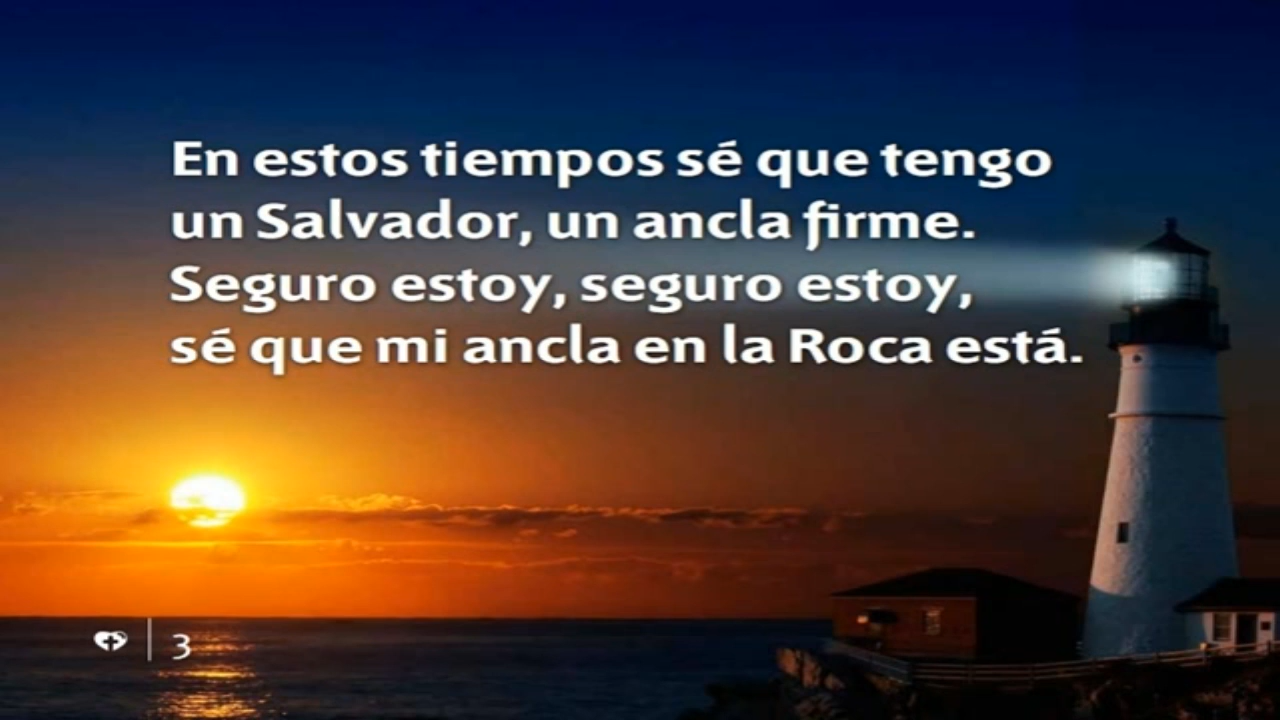 En estos tiempos sé que tengo
un Salvador, un ancla firme.
Seguro estoy, seguro estoy,
sé que mi ancla en la Roca está.
3